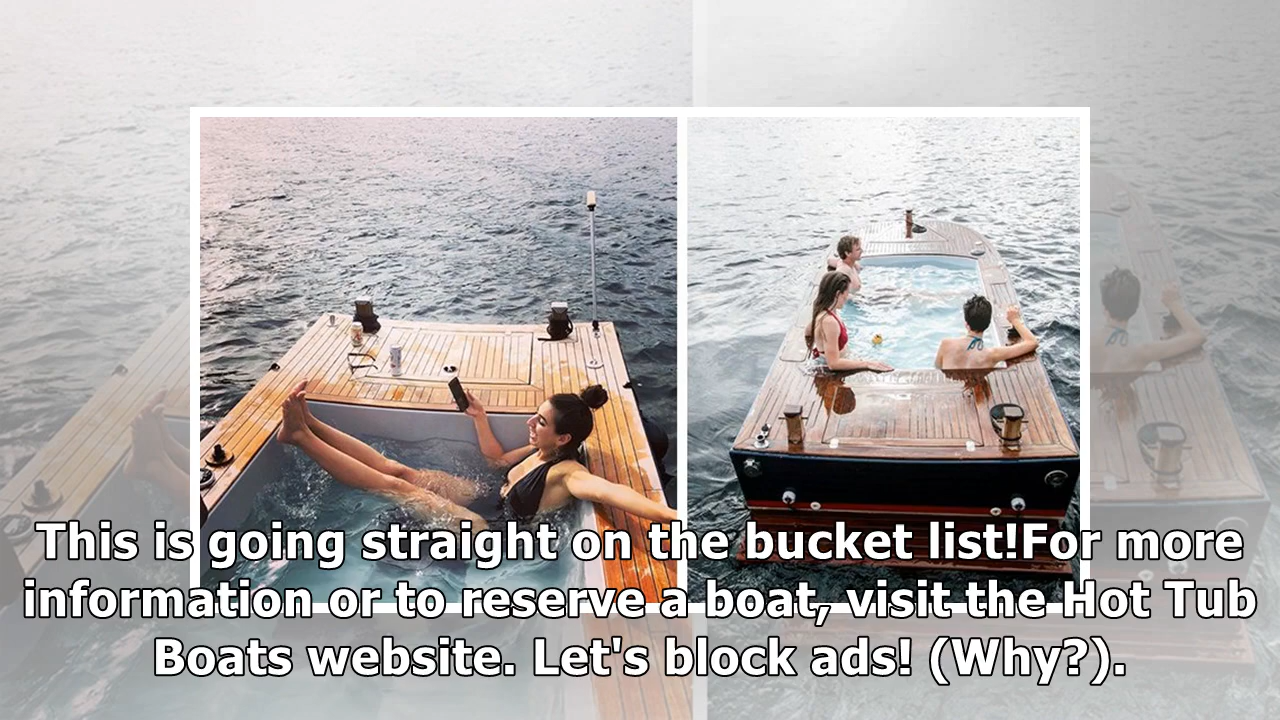 This is going straight on the bucket list!For more
information or to reserve a boat, visit the Hot Tub
Boats website. Let's block ads! (Why?).